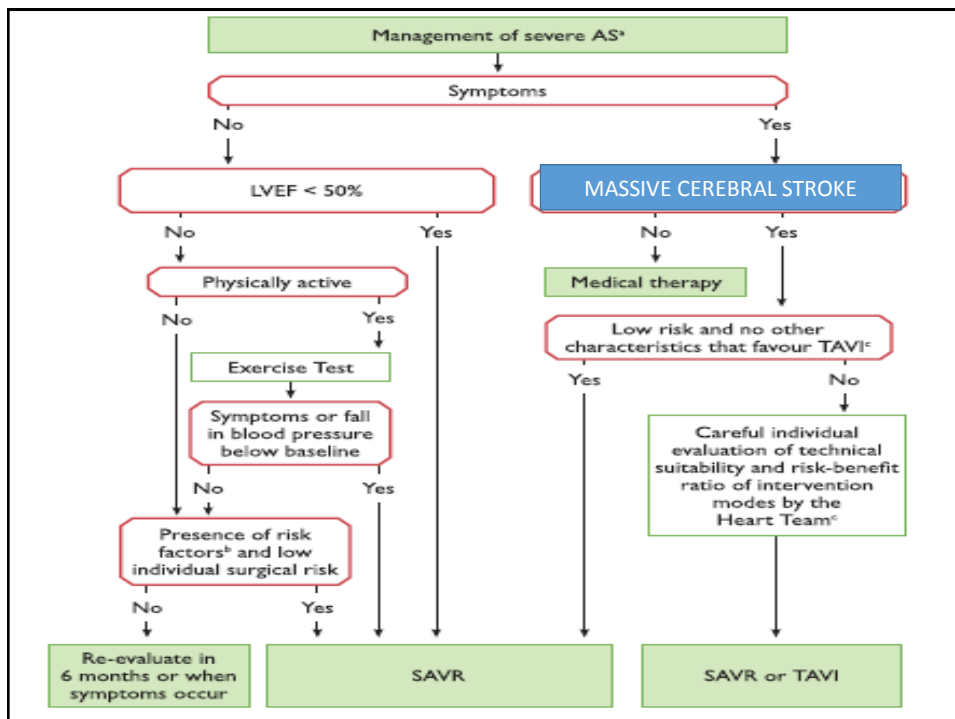 Management of severe ASᵃ
Symptoms
No
Yes
LVEF < 50%
MASSIVE CEREBRAL STROKE
No
Yes
No
Yes
Physically active
Medical therapy
No
Yes
Low risk and no other
characteristics that favour TAVIᶜ
Exercise Test
Yes
No
Symptoms or fall
in blood pressure
below baseline
Careful individual
evaluation of technical
suitability and risk-benefit
ratio of intervention
modes by the
Heart Teamᶜ
No
Yes
Presence of risk
factorsᵇ and low
individual surgical risk
No
Yes
Re-evaluate in
6 months or when
symptoms occur
SAVR
SAVR or TAVI